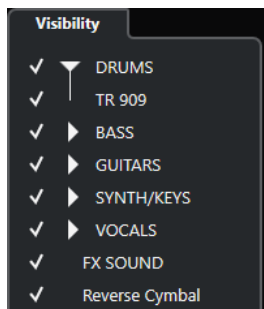 Visibility
DRUMS
TR 909
BASS
GUITARS
SYNTH/KEYS
VOCALS
FX SOUND
Reverse Cymbal